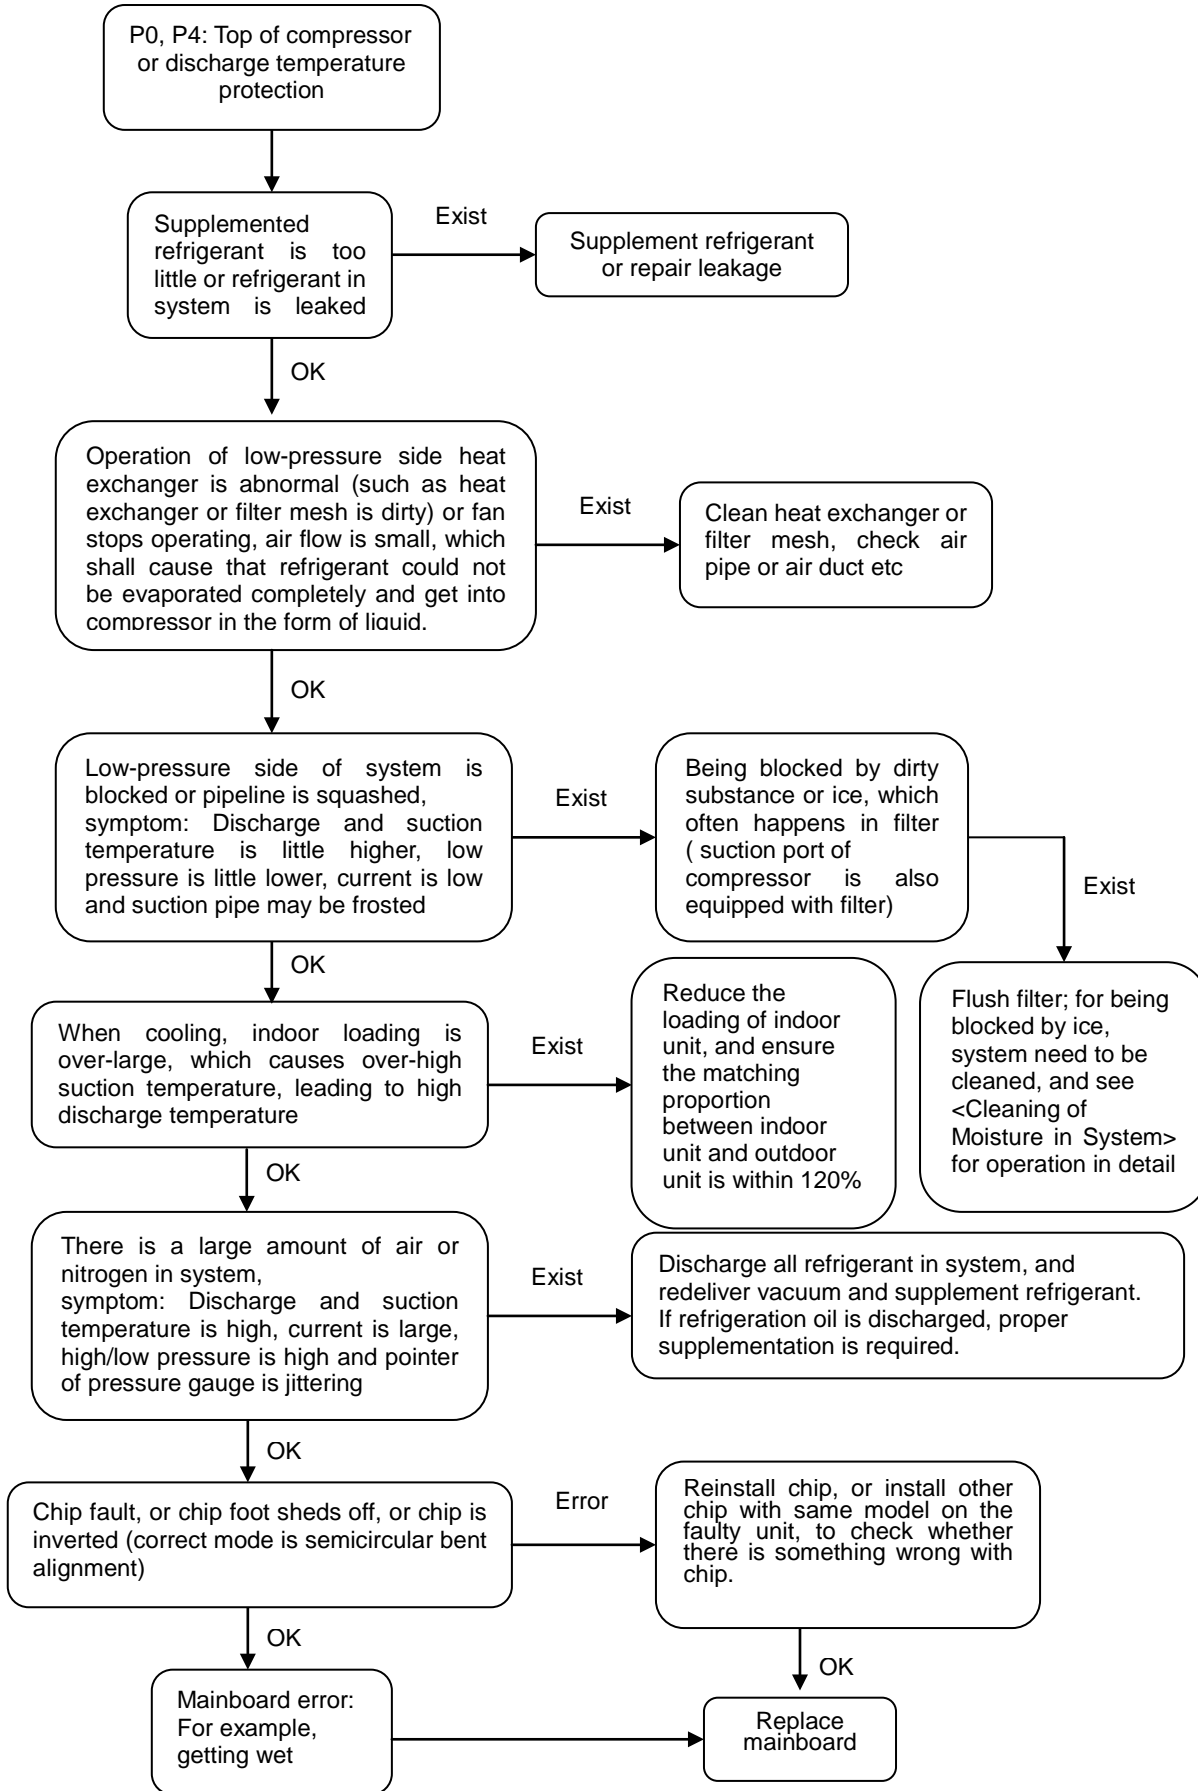 P0, P4: Top of compressor
or discharge temperature
protection
Supplemented
refrigerant is too
little or refrigerant in
system is leaked
Exist
Supplement refrigerant
or repair leakage
OK
Operation of low-pressure side heat
exchanger is abnormal (such as heat
exchanger or filter mesh is dirty) or fan
stops operating, air flow is small, which
shall cause that refrigerant could not
be evaporated completely and get into
compressor in the form of liquid.
Exist
Clean heat exchanger or
filter mesh, check air
pipe or air duct etc
OK
Low-pressure side of system is
blocked or pipeline is squashed,
symptom: Discharge and suction
temperature is little higher, low
pressure is little lower, current is low
and suction pipe may be frosted
Exist
Being blocked by dirty
substance or ice, which
often happens in filter
( suction port of
compressor is also
equipped with filter)
Exist
OK
Flush filter; for being
blocked by ice,
system need to be
cleaned, and see
<Cleaning of
Moisture in System>
for operation in detail
When cooling, indoor loading is
over-large, which causes over-high
suction temperature, leading to high
discharge temperature
Exist
Reduce the
loading of indoor
unit, and ensure
the matching
proportion
between indoor
unit and outdoor
unit is within 120%
OK
There is a large amount of air or
nitrogen in system,
symptom: Discharge and suction
temperature is high, current is large,
high/low pressure is high and pointer
of pressure gauge is jittering
Exist
Discharge all refrigerant in system, and
redeliver vacuum and supplement refrigerant.
If refrigeration oil is discharged, proper
supplementation is required.
OK
Chip fault, or chip foot sheds off, or chip is
inverted (correct mode is semicircular bent
alignment)
Error
Reinstall chip, or install other
chip with same model on the
faulty unit, to check whether
there is something wrong with
chip.
OK
OK
Mainboard error:
For example,
getting wet
Replace
mainboard